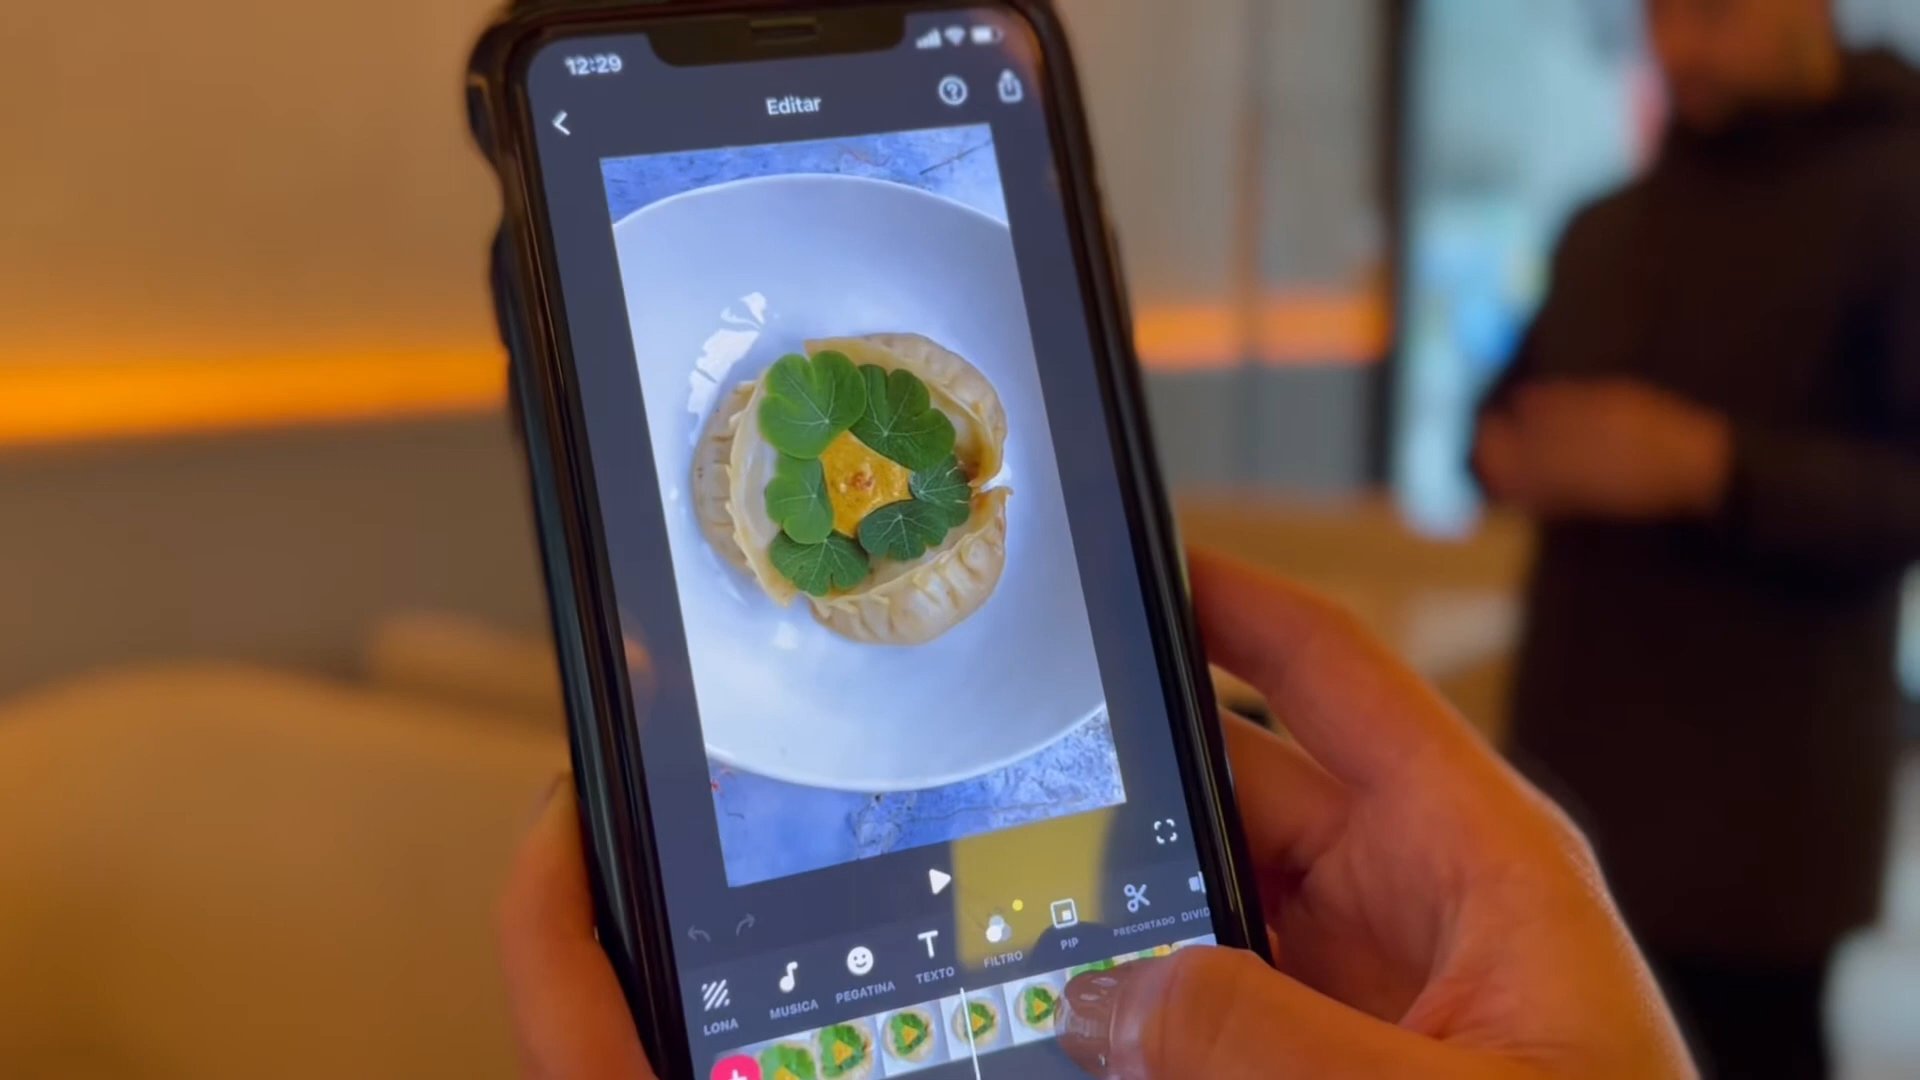 12:29
Editar
LONA
MUSICA
PEGATINA
TEXTO
FILTRO
PIP
PRECORTADO
DIVID